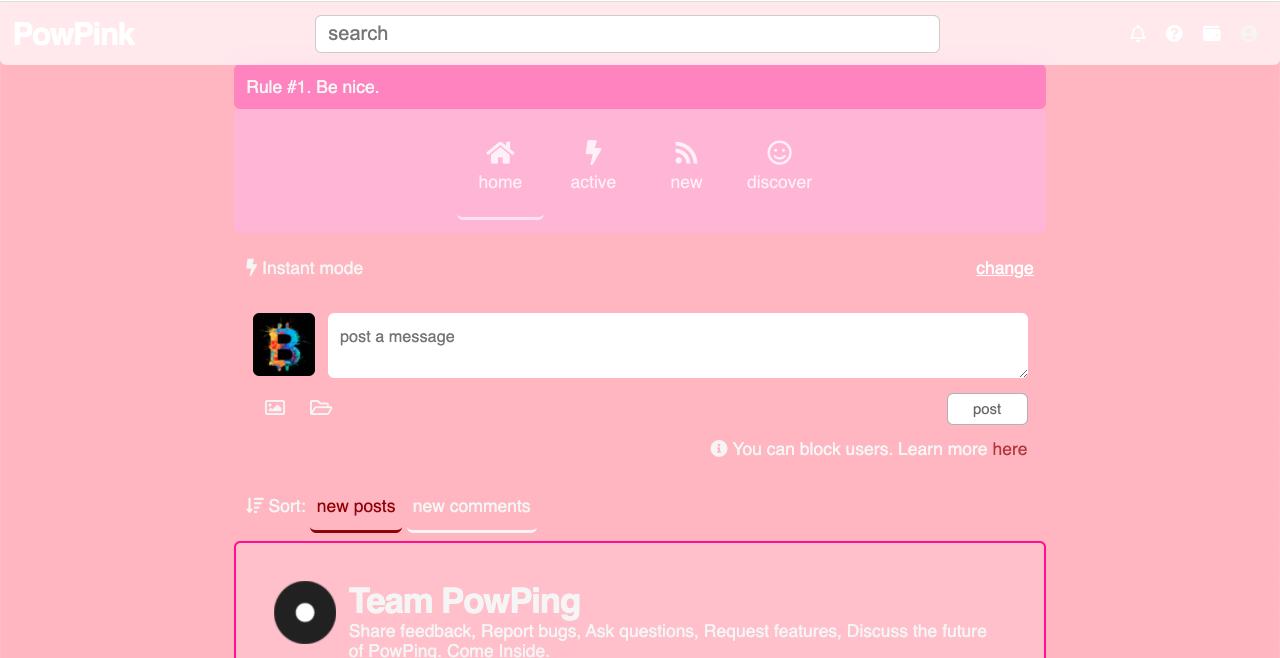 PowPink
search
Rule #1. Be nice.
home
active
new
discover
Instant mode
change
post a message
post
You can block users. Learn more here
Sort: new posts new comments
Team PowPing
Share feedback, Report bugs, Ask questions, Request features, Discuss the future
of PowPing. Come Inside.